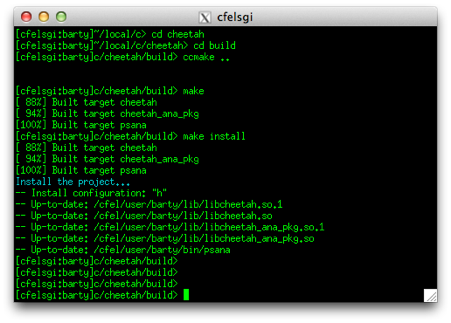 cfelsgi
[cfelsgi:barty]~/local/c> cd cheetah
[cfelsgi:barty]~/local/c/cheetah> cd build
[cfelsgi:barty]c/cheetah/build> ccmake ..
[cfelsgi:barty]c/cheetah/build> make
[ 88%] Built target cheetah
[ 94%] Built target cheetah_ana_pkg
[100%] Built target psana
[cfelsgi:barty]c/cheetah/build> make install
[ 88%] Built target cheetah
[ 94%] Built target cheetah_ana_pkg
[100%] Built target psana
Install the project...
-- Install configuration: "h"
-- Up-to-date: /cfel/user/barty/lib/libcheetah.so.1
-- Up-to-date: /cfel/user/barty/lib/libcheetah.so
-- Up-to-date: /cfel/user/barty/lib/libcheetah_ana_pkg.so.1
-- Up-to-date: /cfel/user/barty/lib/libcheetah_ana_pkg.so
-- Up-to-date: /cfel/user/barty/bin/psana
[cfelsgi:barty]c/cheetah/build>
[cfelsgi:barty]c/cheetah/build>
[cfelsgi:barty]c/cheetah/build>
[cfelsgi:barty]c/cheetah/build>